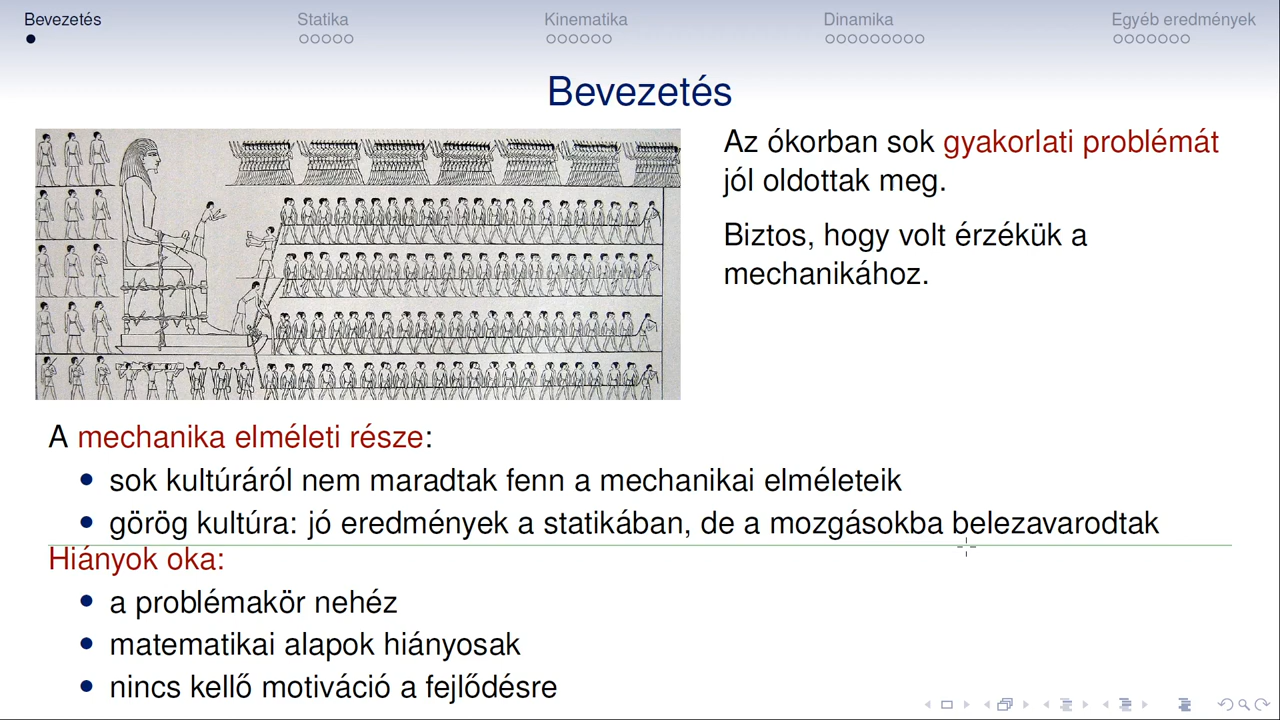 Bevezetés
Statika
Kinematika
Dinamika
Egyéb eredmények
Bevezetés
Az ókorban sok gyakorlati problémát
jól oldottak meg.
Biztos, hogy volt érzékük a
mechanikához.
A mechanika elméleti része:
sok kultúráról nem maradtak fenn a mechanikai elméleteik
görög kultúra: jó eredmények a statikában, de a mozgásokba belezavarodtak
Hiányok oka:
a problémakör nehéz
matematikai alapok hiányosak
nincs kellő motiváció a fejlődésre